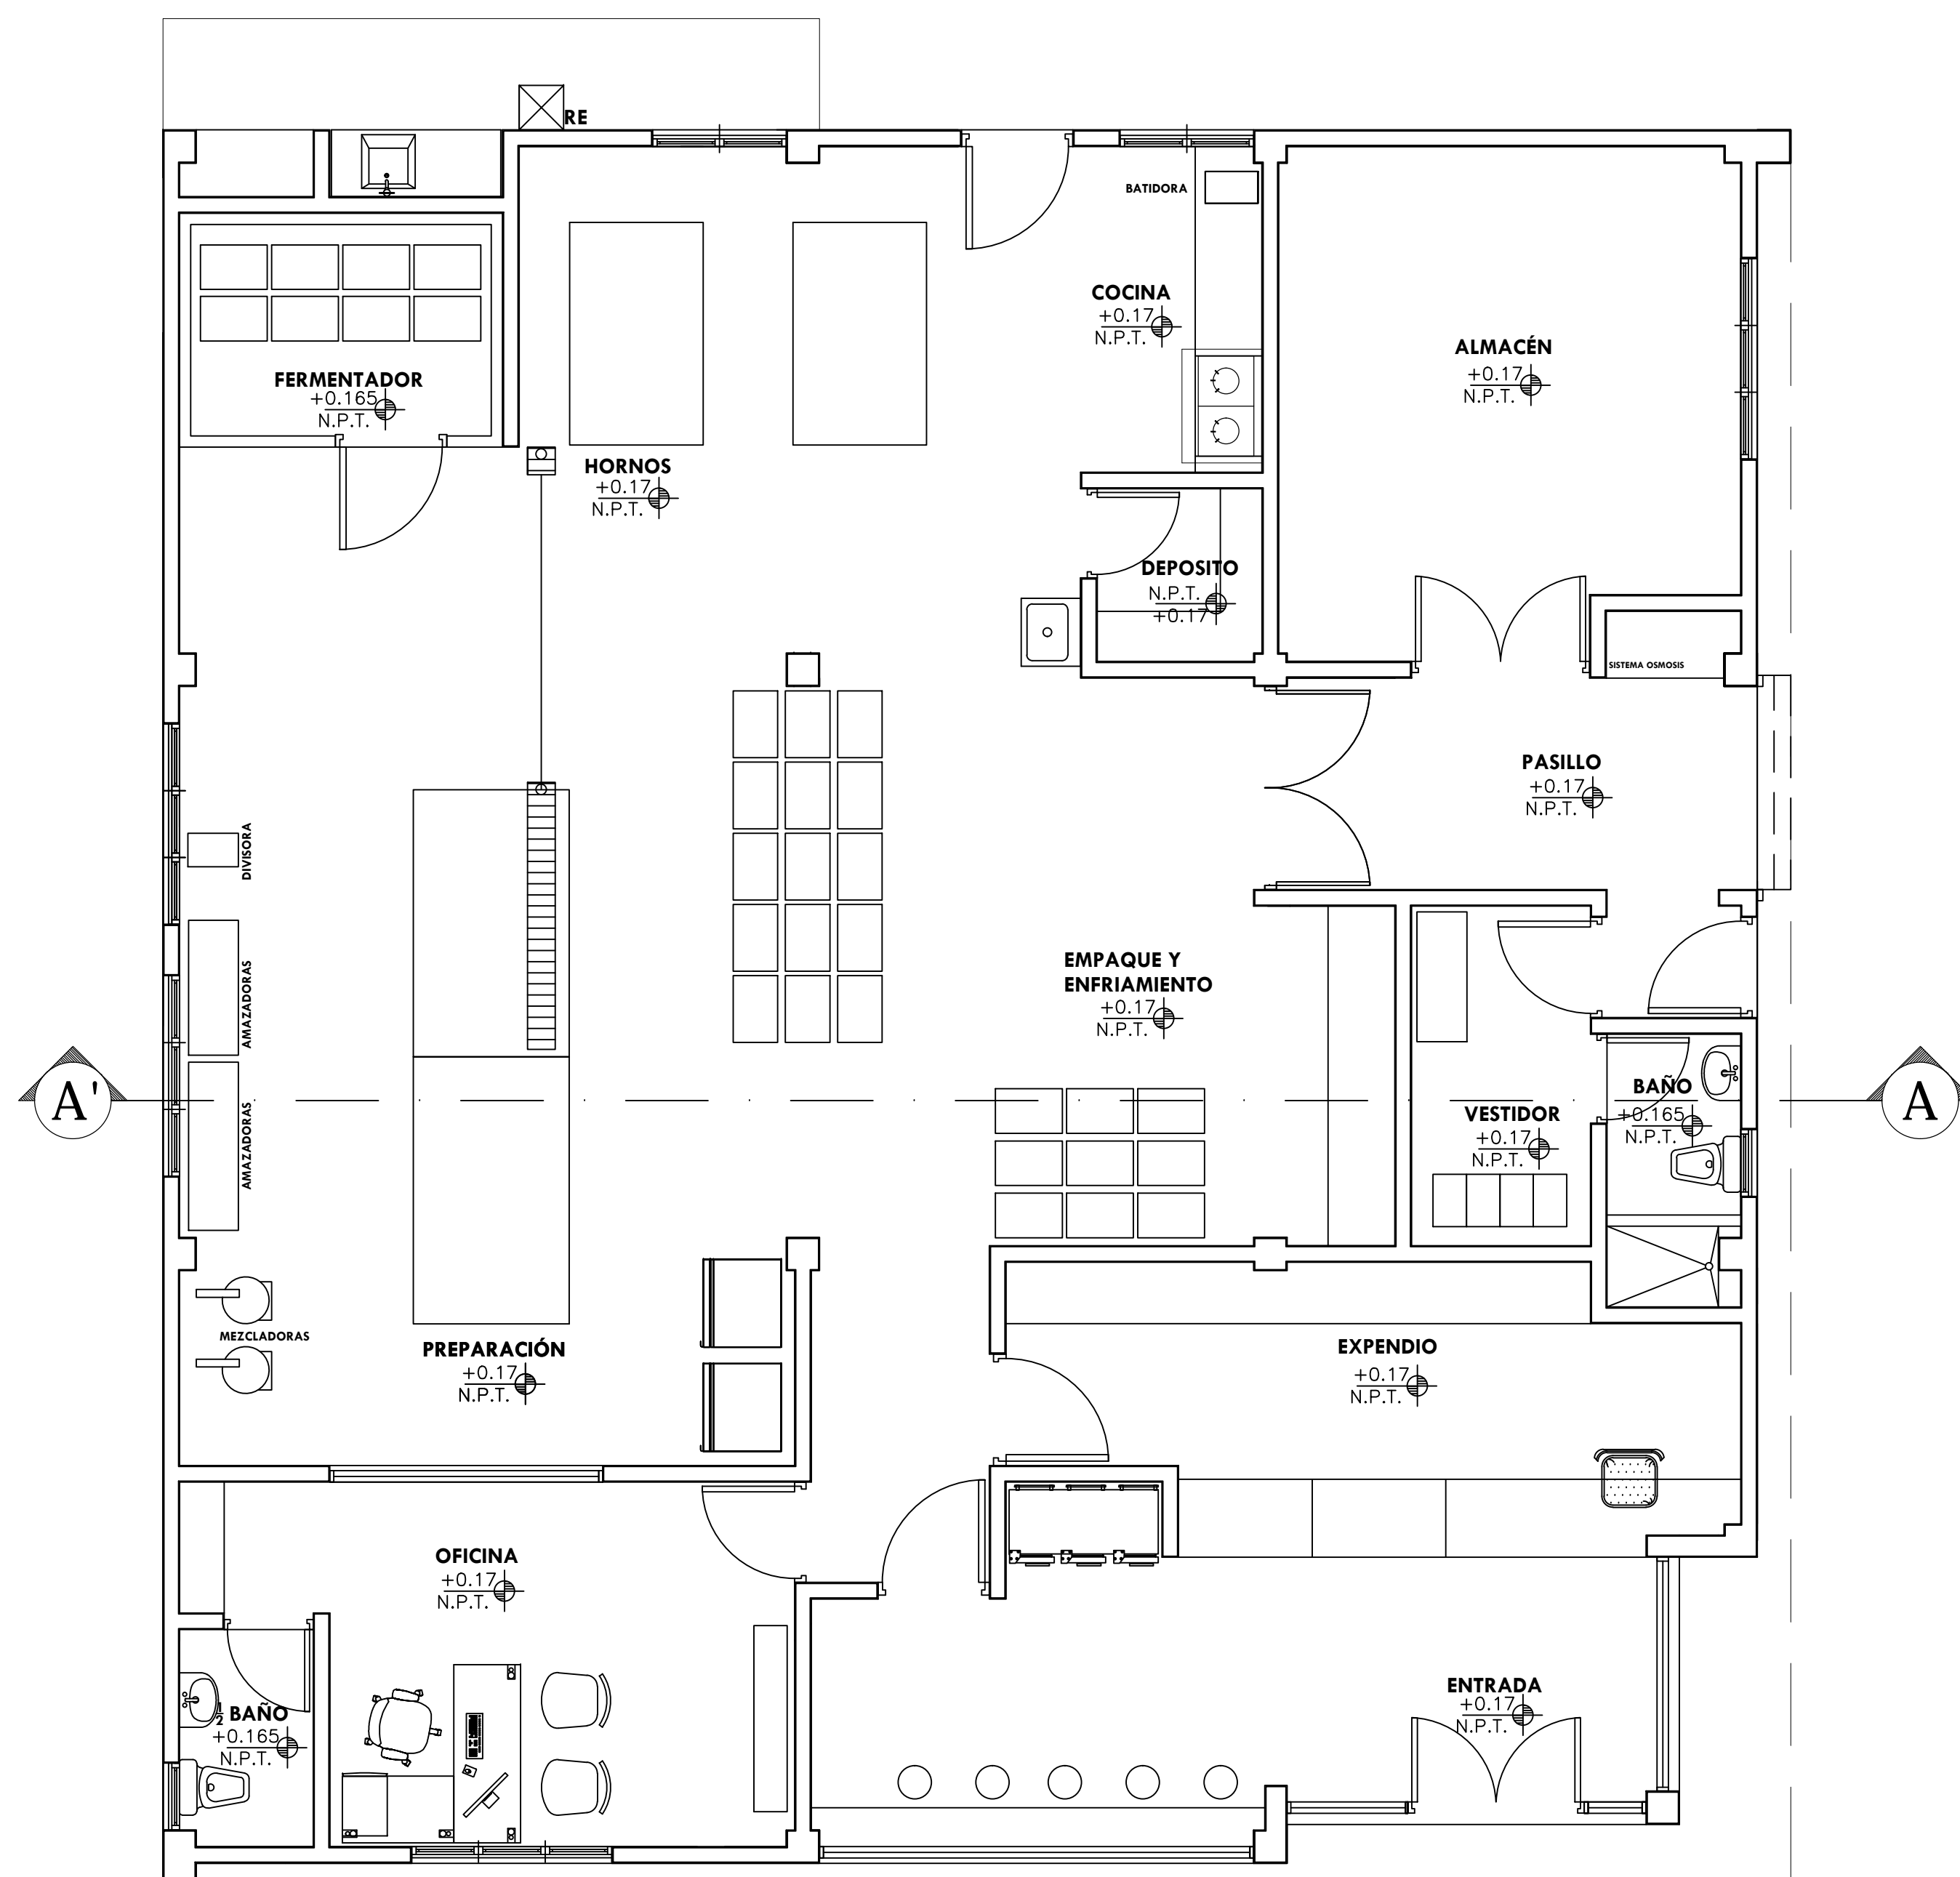 RE
BATIDORA
COCINA
+0.17
N.P.T.
ALMACÉN
+0.17
N.P.T.
FERMENTADOR
+0.165
N.P.T.
HORNOS
+0.17
N.P.T.
DEPOSITO
N.P.T.
+0.17
SISTEMA OSMOSIS
PASILLO
+0.17
N.P.T.
DIVISORA
AMAZADORAS
EMPAQUE Y
ENFRIAMIENTO
+0.17
N.P.T.
A'
A
AMAZADORAS
VESTIDOR
+0.17
N.P.T.
BAÑO
+0.165
N.P.T.
MEZCLADORAS
PREPARACIÓN
+0.17
N.P.T.
EXPENDIO
+0.17
N.P.T.
OFICINA
+0.17
N.P.T.
½ BAÑO
+0.165
N.P.T.
ENTRADA
+0.17
N.P.T.